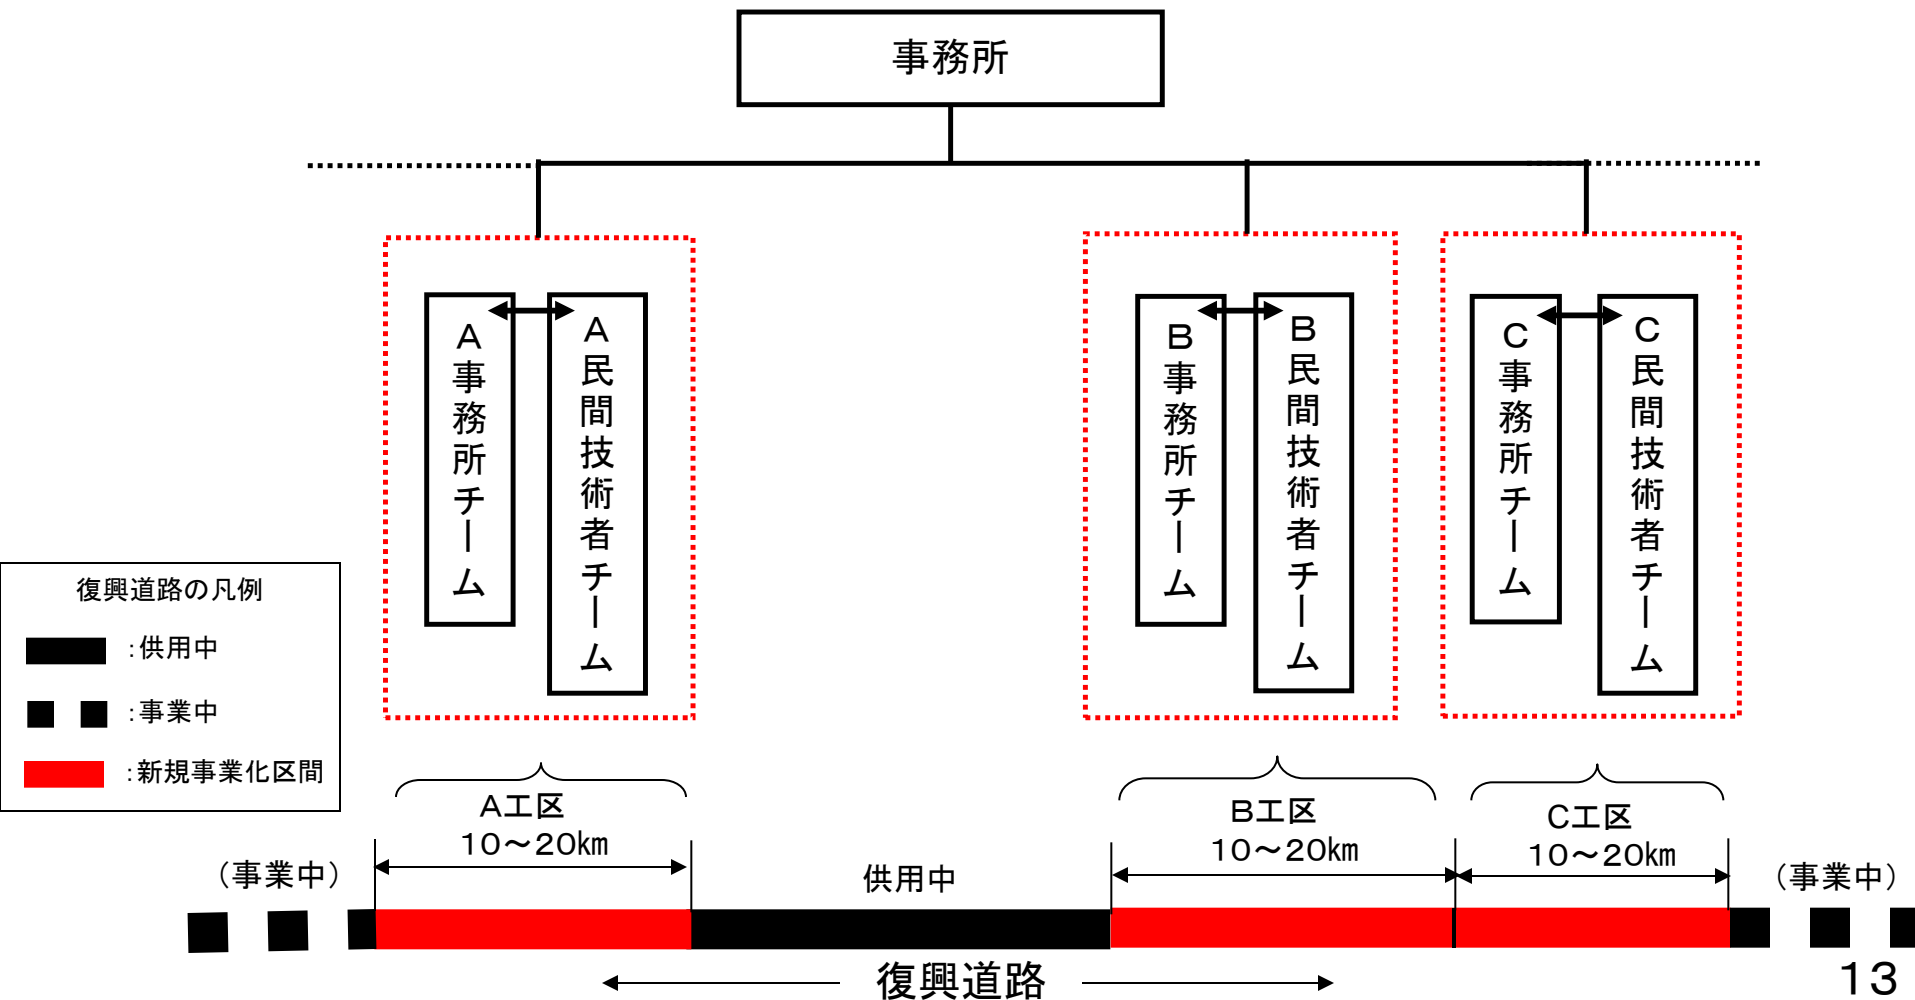 事務所
A事務所チーム
A民間技術者チーム
B事務所チーム
B民間技術者チーム
C事務所チーム
C民間技術者チーム
復興道路の凡例
:供用中
:事業中
:新規事業化区間
A工区
10～20㎞
B工区
10～20㎞
C工区
10～20㎞
（事業中）
供用中
（事業中）
復興道路
13